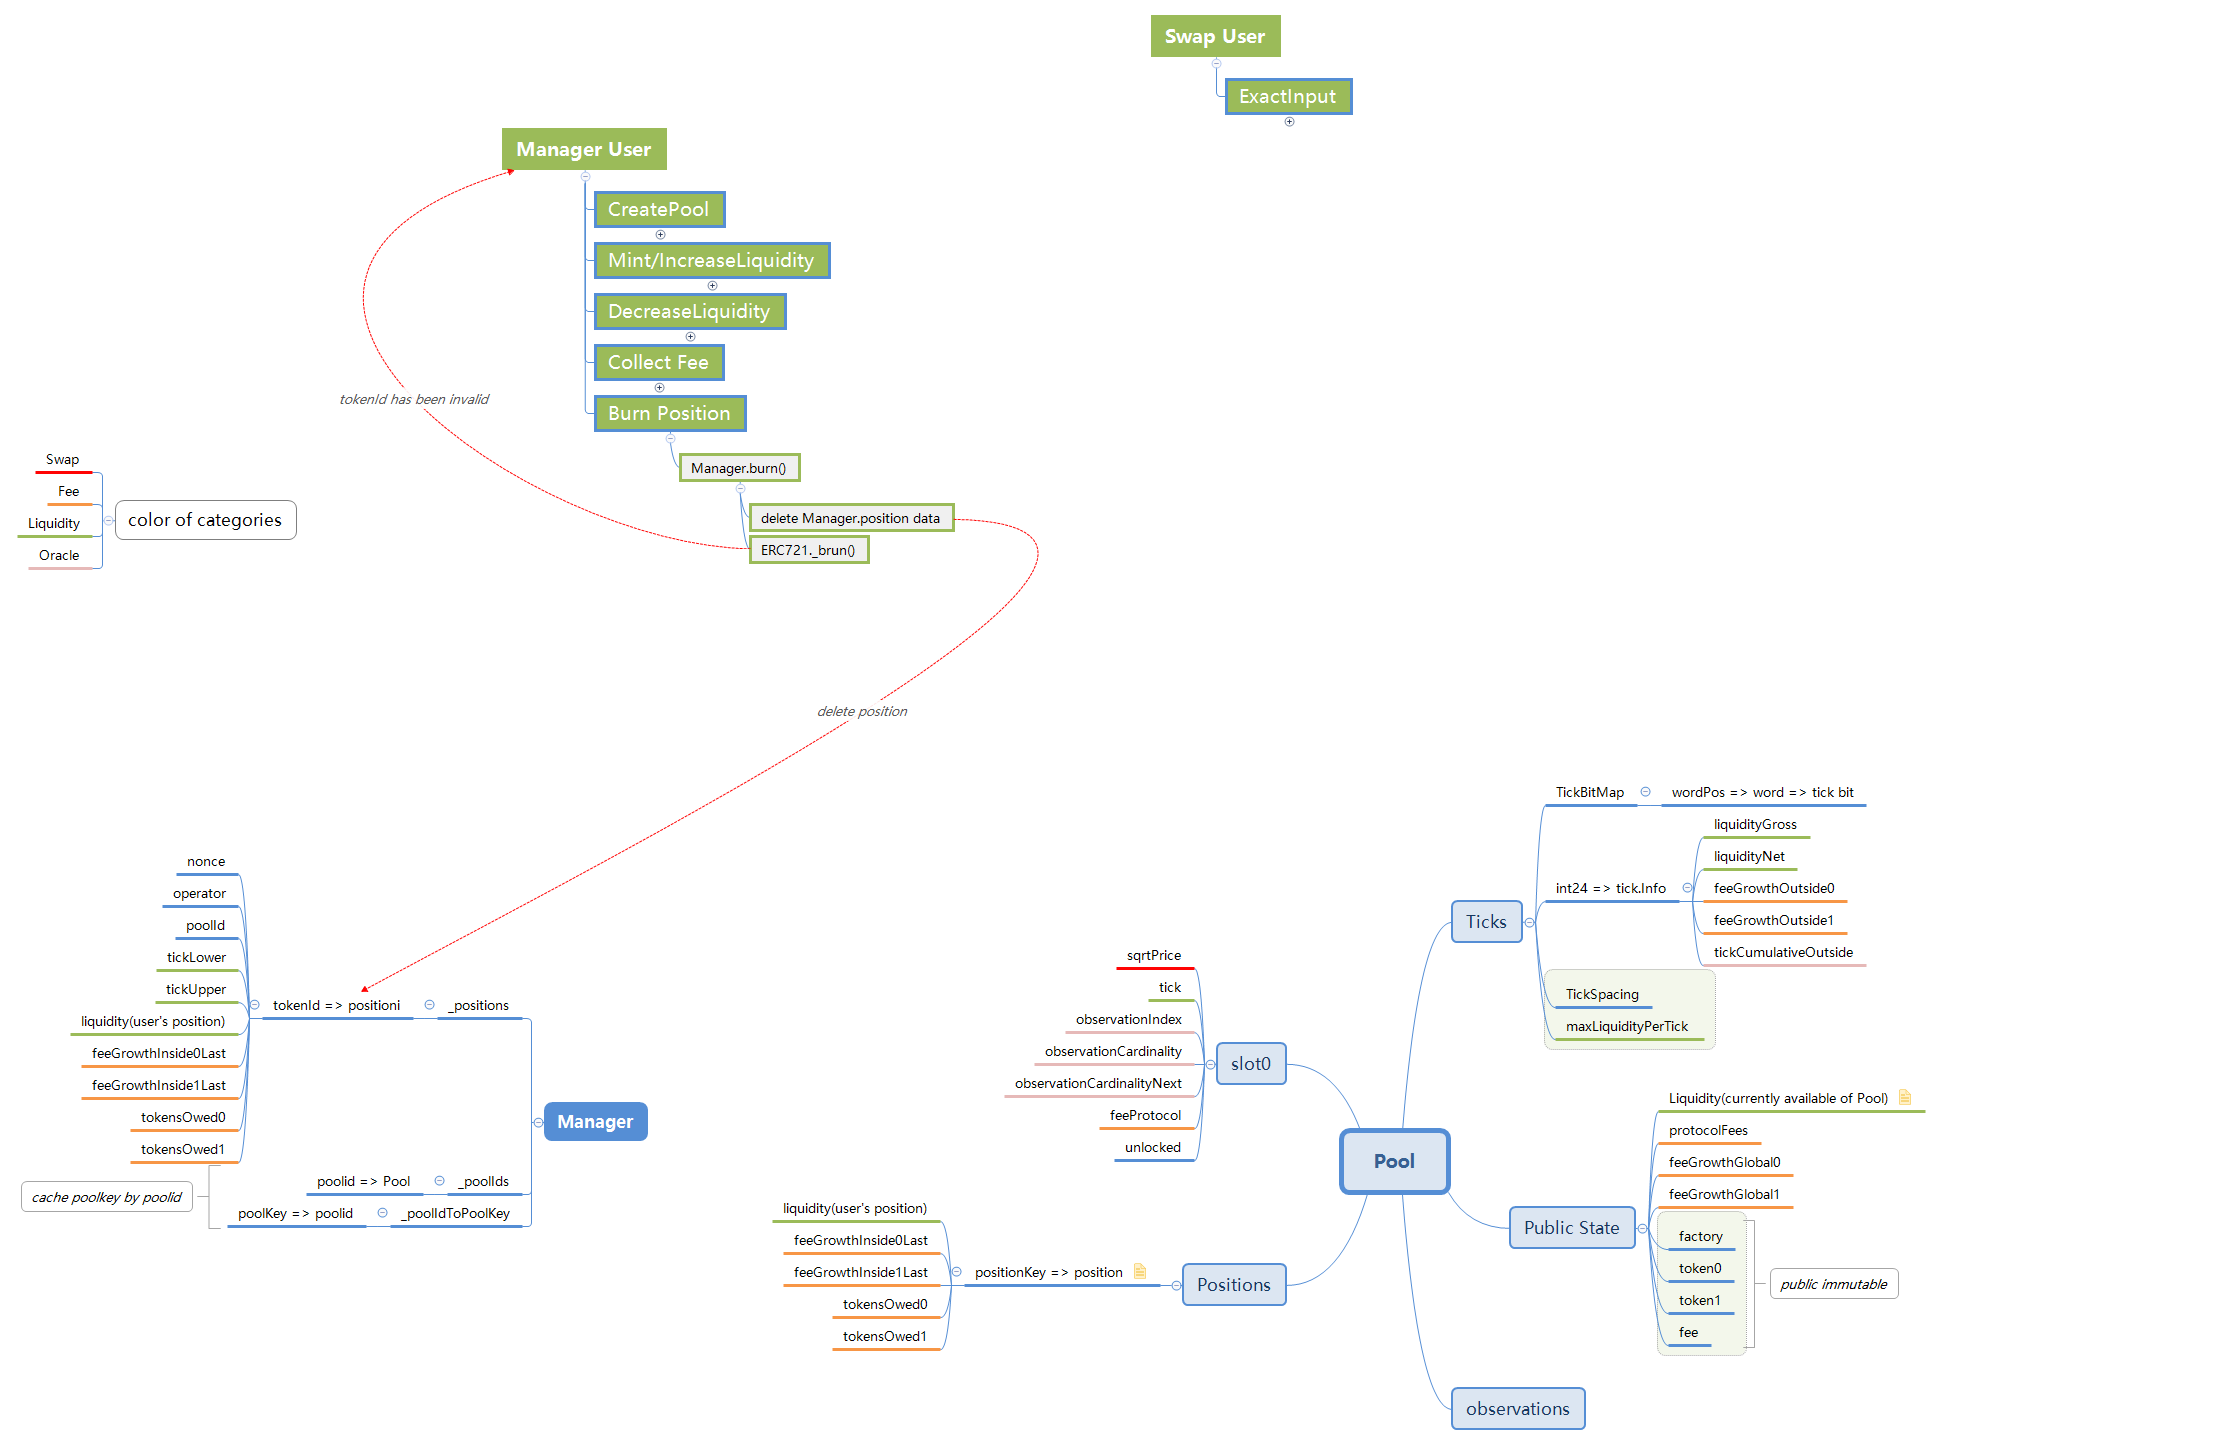 Swap User
ExactInput
Manager User
CreatePool
Mint/IncreaseLiquidity
DecreaseLiquidity
Collect Fee
Burn Position
Manager.burn()
delete Manager.position data
ERC721._brun()
tokenId has been invalid
delete position
Swap
Fee
Liquidity
Oracle
color of categories
nonce
operator
poolId
tickLower
tickUpper
liquidity(user's position)
feeGrowthInside0Last
feeGrowthInside1Last
tokensOwed0
tokensOwed1
tokenId => positioni
_positions
poolid => Pool
_poolIds
poolKey => poolid
_poolIdToPoolKey
cache poolkey by poolid
Manager
sqrtPrice
tick
observationIndex
observationCardinality
observationCardinalityNext
feeProtocol
unlocked
slot0
liquidity(user's position)
feeGrowthInside0Last
feeGrowthInside1Last
tokensOwed0
tokensOwed1
positionKey => position
Positions
Pool
Ticks
TickBitMap
wordPos => word => tick bit
int24 => tick.Info
liquidityGross
liquidityNet
feeGrowthOutside0
feeGrowthOutside1
tickCumulativeOutside
TickSpacing
maxLiquidityPerTick
Public State
Liquidity(currently available of Pool)
protocolFees
feeGrowthGlobal0
feeGrowthGlobal1
factory
token0
token1
fee
public immutable
observations